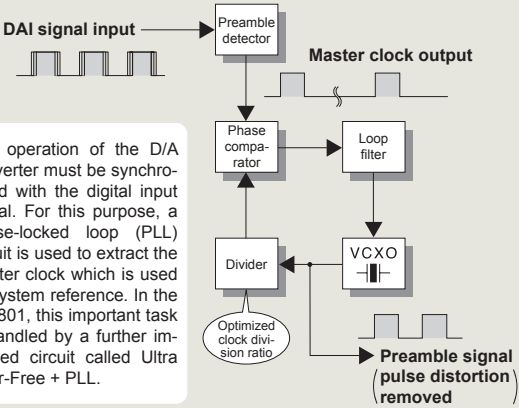 DAI signal input
Preamble
detector
Master clock output
Phase
compa-
rator
Loop
filter
operation of the D/A
verter must be synchro-
d with the digital input
al. For this purpose, a
se-locked loop (PLL)
uit is used to extract the
ter clock which is used
ystem reference. In the
801, this important task
andled by a further im-
ed circuit called Ultra
r-Free + PLL.
Divider
VCXO
Optimized
clock divi-
sion ratio
Preamble signal
(pulse distortion
removed)